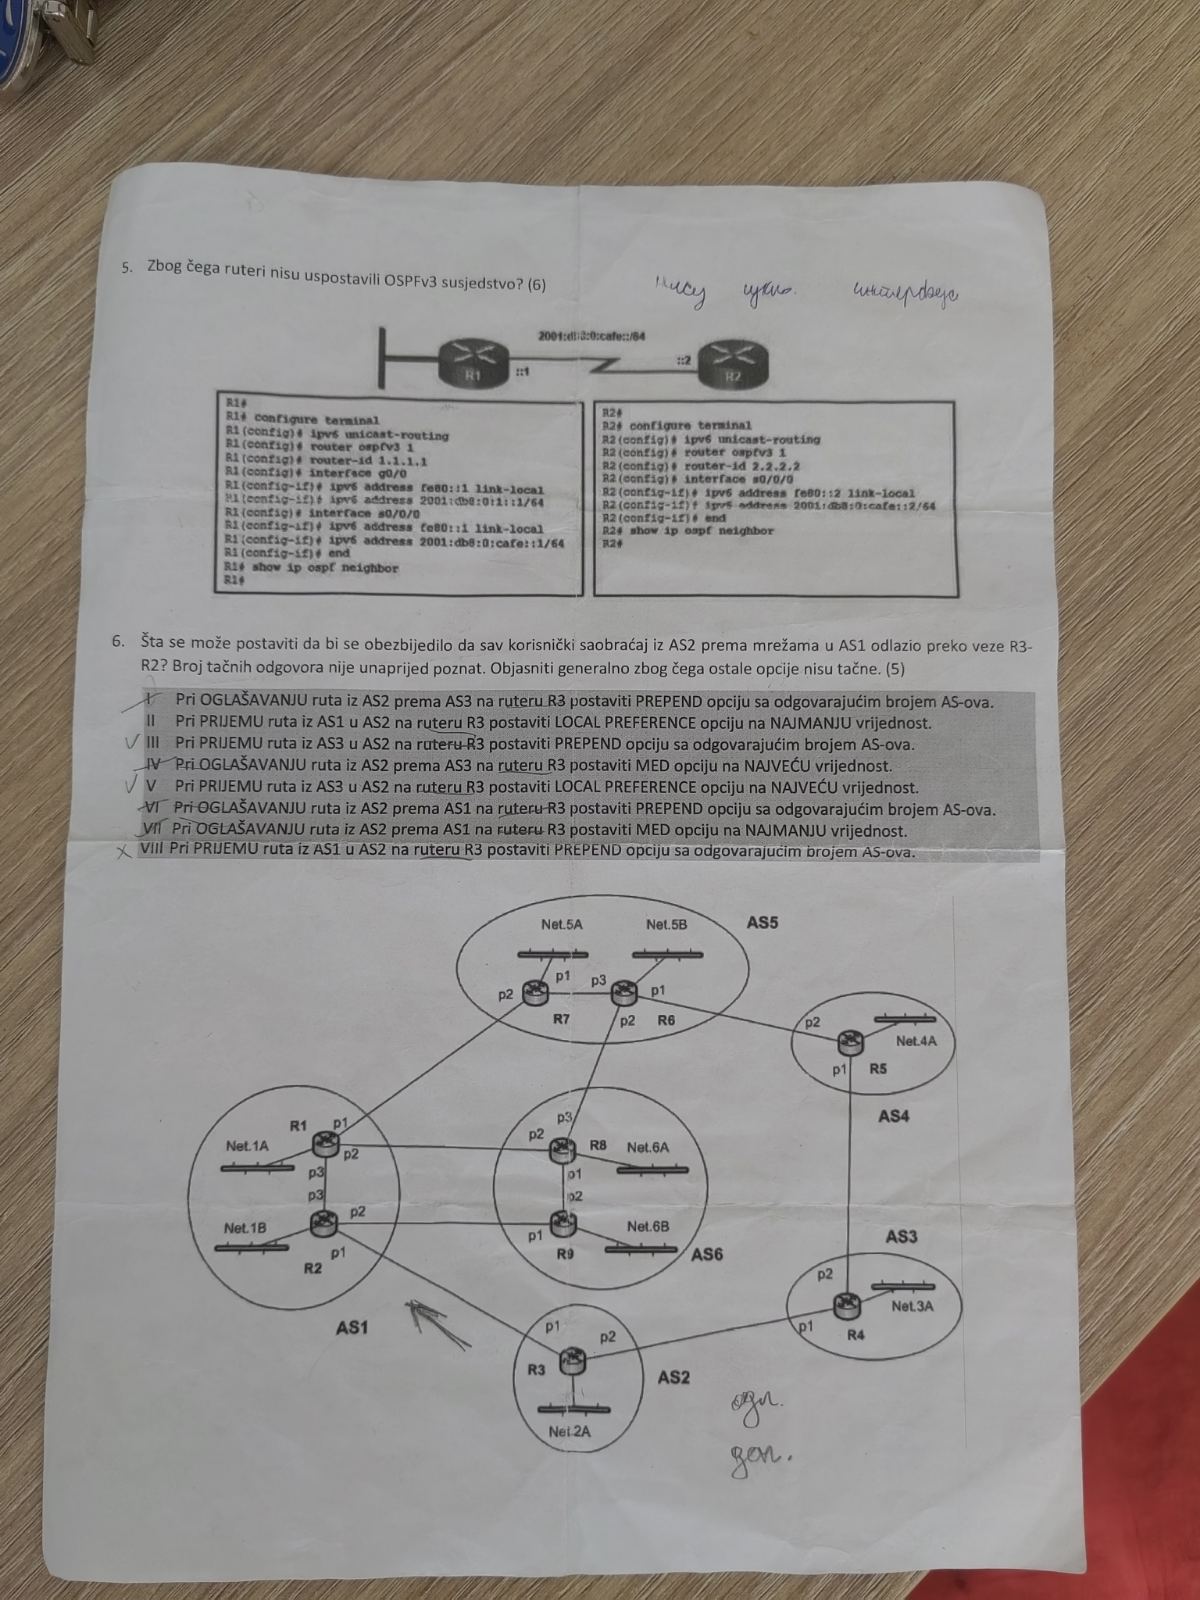 5. Zbog čega ruteri nisu uspostavili OSPFv3 susjedstvo? (6)
нису
2001:db8:0:cafe::/64
R1
::1
::2
R2
R1#
R1# configure terminal
R1(config)# ipv6 unicast-routing
R1(config)# router ospfv3 1
R1(config)# router-id 1.1.1.1
R1(config)# interface g0/0
R1(config-if)# ipv6 address fe80::1 link-local
R1(config-if)# ipv6 address 2001:db8:0:1::1/64
R1(config)# interface s0/0/0
R1(config-if)# ipv6 address fe80::1 link-local
R1(config-if)# ipv6 address 2001:db8:0:cafe::1/64
R1(config-if)# end
R1# show ip ospf neighbor
R1#
R2#
R2# configure terminal
R2(config)# ipv6 unicast-routing
R2(config)# router ospfv3 1
R2(config)# router-id 2.2.2.2
R2(config)# interface s0/0/0
R2(config-if)# ipv6 address fe80::2 link-local
R2(config-if)# ipv6 address 2001:db8:0:cafe::2/64
R2(config-if)# end
R2# show ip ospf neighbor
R2#
6. Šta se može postaviti da bi se obezbijedilo da sav korisnički saobraćaj iz AS2 prema mrežama u AS1 odlazio preko veze R3-
R2? Broj tačnih odgovora nije unaprijed poznat. Objasniti generalno zbog čega ostale opcije nisu tačne. (5)
I Pri OGLAŠAVANJU ruta iz AS2 prema AS3 na ruteru R3 postaviti PREPEND opciju sa odgovarajućim brojem AS-ova.
II Pri PRIJEMU ruta iz AS1 u AS2 na ruteru R3 postaviti LOCAL PREFERENCE opciju na NAJMANJU vrijednost.
III Pri PRIJEMU ruta iz AS3 u AS2 na ruteru R3 postaviti PREPEND opciju sa odgovarajućim brojem AS-ova.
IV Pri OGLAŠAVANJU ruta iz AS2 prema AS3 na ruteru R3 postaviti MED opciju na NAJVEĆU vrijednost.
V Pri PRIJEMU ruta iz AS3 u AS2 na ruteru R3 postaviti LOCAL PREFERENCE opciju na NAJVEĆU vrijednost.
VI Pri OGLAŠAVANJU ruta iz AS2 prema AS1 na ruteru R3 postaviti PREPEND opciju sa odgovarajućim brojem AS-ova.
VII Pri OGLAŠAVANJU ruta iz AS2 prema AS1 na ruteru R3 postaviti MED opciju na NAJMANJU vrijednost.
VIII Pri PRIJEMU ruta iz AS1 u AS2 na ruteru R3 postaviti PREPEND opciju sa odgovarajućim brojem AS-ova.
Net.5A
Net.5B
AS5
p1
p3
p2
p1
R7
p2
R6
p2
Net.4A
p1
R5
AS4
R1
p1
p2
Net.1A
p3
p3
Net.1B
p2
p1
R2
AS1
p3
p2
R8
Net.6A
p1
p2
p1
Net.6B
R9
AS6
AS3
p2
Net.3A
p1
R4
p1
p2
R3
AS2
Net.2A
огл.
дол.